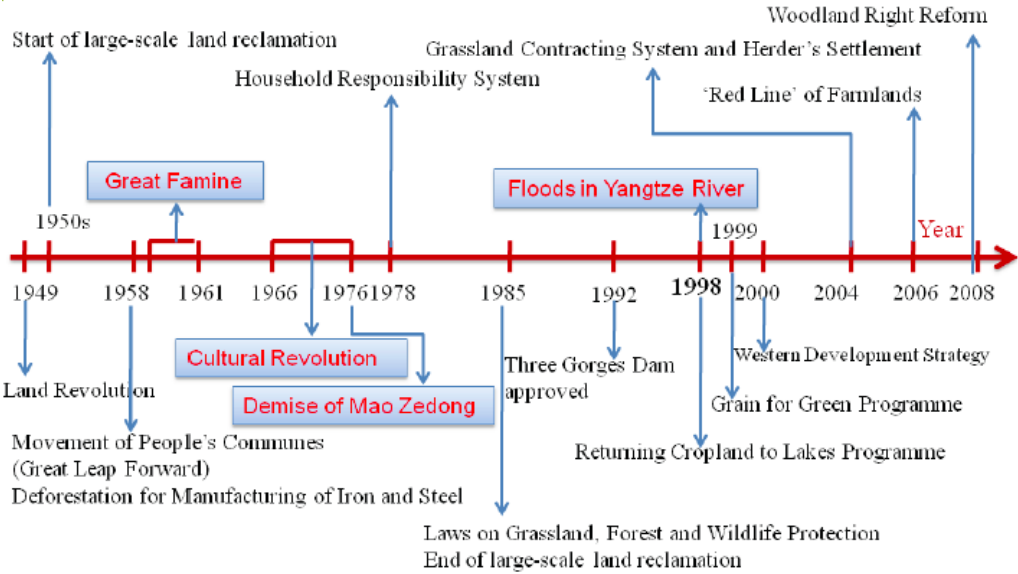 Woodland Right Reform
Start of large-scale land reclamation
Grassland Contracting System and Herder's Settlement
Household Responsibility System
'Red Line' of Farmlands
Great Famine
Floods in Yangtze River
1950s
1999
Year
1949
1958
1961
1966
1976
1978
1985
1992
1998
2000
2004
2006
2008
Cultural Revolution
Three Gorges Dam
approved
Western Development Strategy
Land Revolution
Demise of Mao Zedong
Grain for Green Programme
Movement of People's Communes
(Great Leap Forward)
Deforestation for Manufacturing of Iron and Steel
Returning Cropland to Lakes Programme
Laws on Grassland, Forest and Wildlife Protection
End of large-scale land reclamation